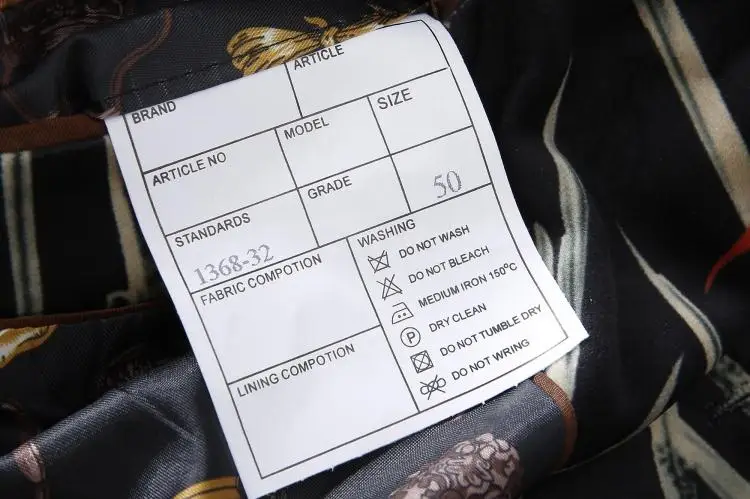 BRAND
ARTICLE
ARTICLE NO
MODEL
SIZE
STANDARDS
GRADE
50
1368-32
FABRIC COMPOTION
WASHING
DO NOT WASH
DO NOT BLEACH
MEDIUM IRON 150°C
P DRY CLEAN
DO NOT TUMBLE DRY
DO NOT WRING
LINING COMPOTION